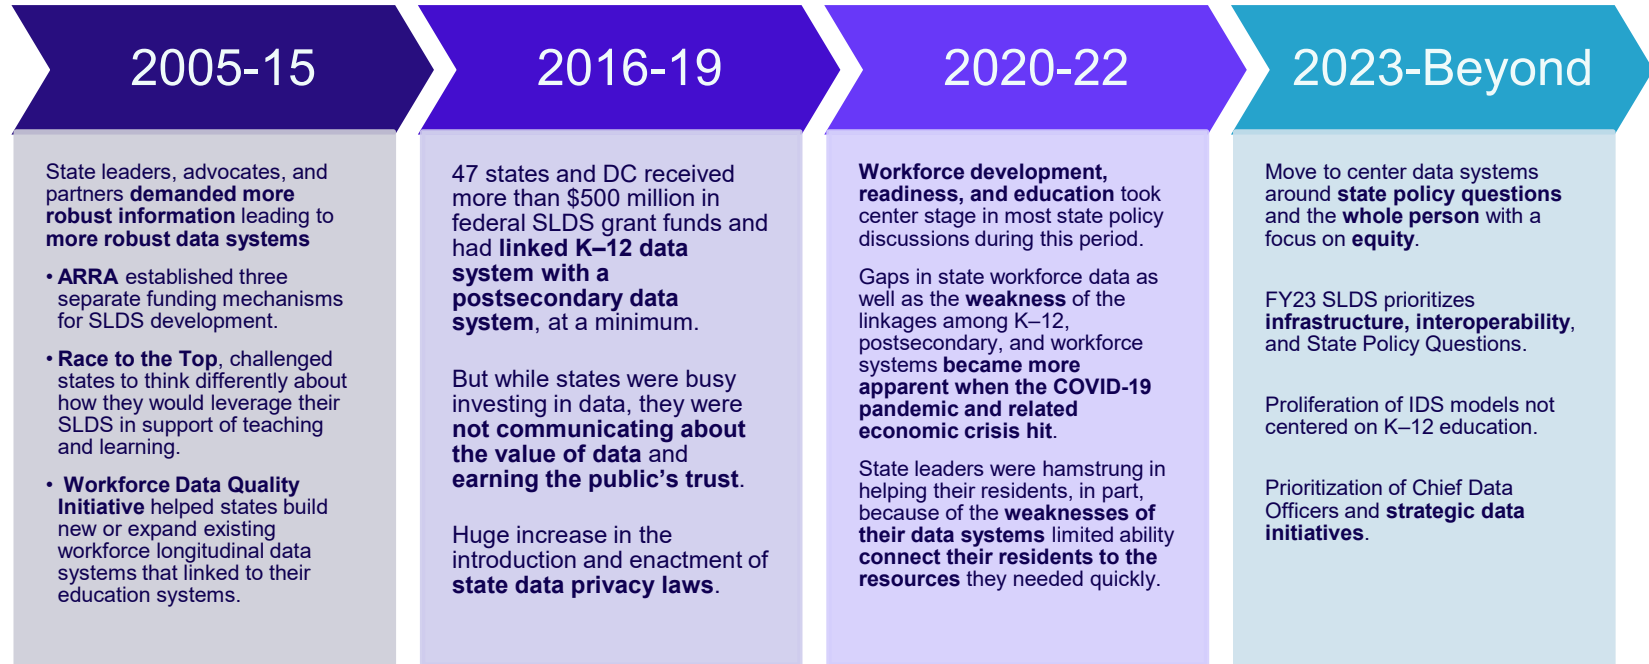 2005-15
State leaders, advocates, and
partners demanded more
robust information leading to
more robust data systems
• ARRA established three
separate funding mechanisms
for SLDS development.
• Race to the Top, challenged
states to think differently about
how they would leverage their
SLDS in support of teaching
and learning.
• Workforce Data Quality
Initiative helped states build
new or expand existing
workforce longitudinal data
systems that linked to their
education systems.
2016-19
47 states and DC received
more than $500 million in
federal SLDS grant funds and
had linked K–12 data
system with a
postsecondary data
system, at a minimum.
But while states were busy
investing in data, they were
not communicating about
the value of data and
earning the public's trust.
Huge increase in the
introduction and enactment of
state data privacy laws.
2020-22
Workforce development,
readiness, and education took
center stage in most state policy
discussions during this period.
Gaps in state workforce data as
well as the weakness of the
linkages among K–12,
postsecondary, and workforce
systems became more
apparent when the COVID-19
pandemic and related
economic crisis hit.
State leaders were hamstrung in
helping their residents, in part,
because of the weaknesses of
their data systems limited ability
connect their residents to the
resources they needed quickly.
2023-Beyond
Move to center data systems
around state policy questions
and the whole person with a
focus on equity.
FY23 SLDS prioritizes
infrastructure, interoperability,
and State Policy Questions.
Proliferation of IDS models not
centered on K–12 education.
Prioritization of Chief Data
Officers and strategic data
initiatives.